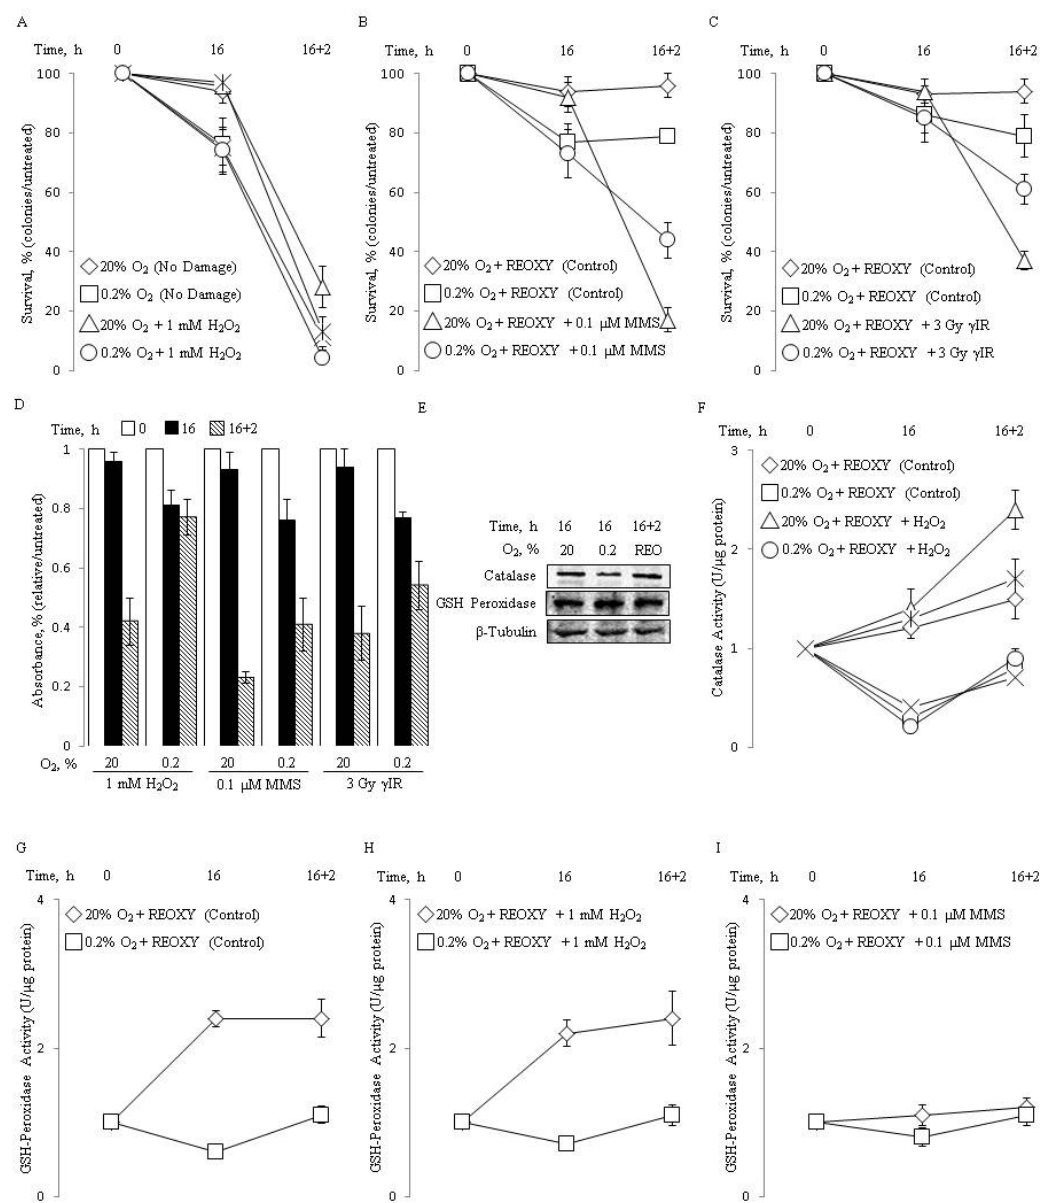 A
Time, h 0 16 16+2
Survival, % (colonies/untreated)
100
80
60
40
20
0
20% O₂ (No Damage)
0.2% O₂ (No Damage)
20% O₂ + 1 mM H₂O₂
0.2% O₂ + 1 mM H₂O₂
B
Time, h 0 16 16+2
Survival, % (colonies/untreated)
100
80
60
40
20
0
20% O₂ + REOXY (Control)
0.2% O₂ + REOXY (Control)
20% O₂ + REOXY + 0.1 µM MMS
0.2% O₂ + REOXY + 0.1 µM MMS
C
Time, h 0 16 16+2
Survival, % (colonies/untreated)
100
80
60
40
20
0
20% O₂ + REOXY (Control)
0.2% O₂ + REOXY (Control)
20% O₂ + REOXY + 3 Gy γIR
0.2% O₂ + REOXY + 3 Gy γIR
D
Time, h 0 16 16+2
Absorbance, % (relative/untreated)
1
0.8
0.6
0.4
0.2
0
O₂, % 20 0.2 20 0.2 20 0.2
1 mM H₂O₂ 0.1 µM MMS 3 Gy γIR
E
Time, h 16 16 16+2
O₂, % 20 0.2 REO
Catalase
GSH Peroxidase
β-Tubulin
F
Time, h 0 16 16+2
Catalase Activity (U/µg protein)
3
2
1
0
20% O₂ + REOXY (Control)
0.2% O₂ + REOXY (Control)
20% O₂ + REOXY + H₂O₂
0.2% O₂ + REOXY + H₂O₂
G
Time, h 0 16 16+2
GSH-Peroxidase Activity (U/µg protein)
4
2
0
20% O₂ + REOXY (Control)
0.2% O₂ + REOXY (Control)
H
Time, h 0 16 16+2
GSH-Peroxidase Activity (U/µg protein)
4
2
0
20% O₂ + REOXY + 1 mM H₂O₂
0.2% O₂ + REOXY + 1 mM H₂O₂
I
Time, h 0 16 16+2
GSH-Peroxidase Activity (U/µg protein)
4
2
0
20% O₂ + REOXY + 0.1 µM MMS
0.2% O₂ + REOXY + 0.1 µM MMS